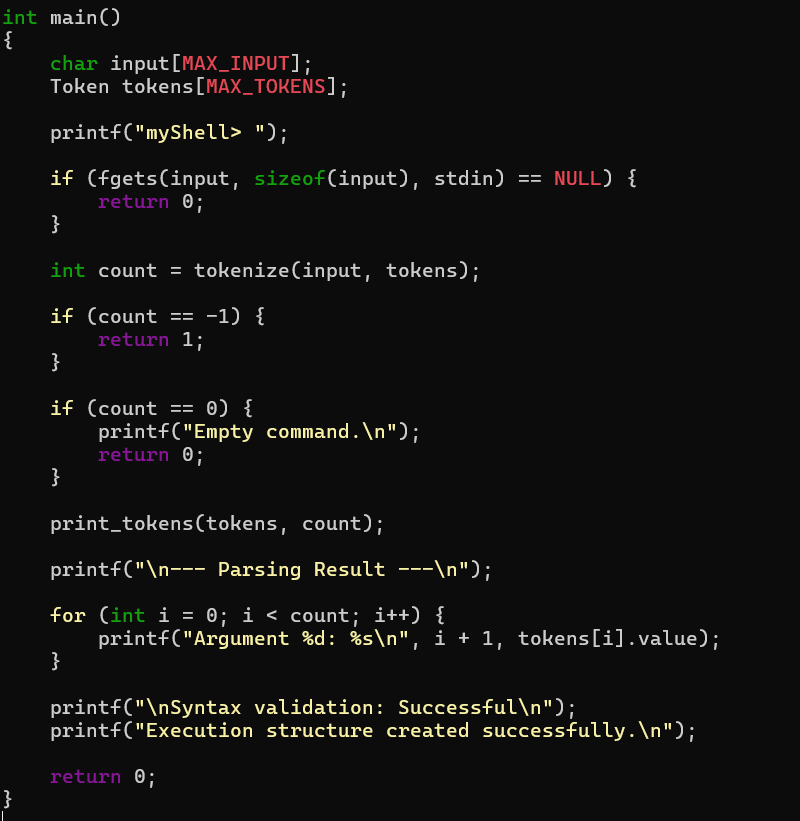 int main()
{
    char input[MAX_INPUT];
    Token tokens[MAX_TOKENS];

    printf("myShell> ");

    if (fgets(input, sizeof(input), stdin) == NULL) {
        return 0;
    }

    int count = tokenize(input, tokens);

    if (count == -1) {
        return 1;
    }

    if (count == 0) {
        printf("Empty command.\n");
        return 0;
    }

    print_tokens(tokens, count);

    printf("\n--- Parsing Result ---\n");

    for (int i = 0; i < count; i++) {
        printf("Argument %d: %s\n", i + 1, tokens[i].value);
    }

    printf("\nSyntax validation: Successful\n");
    printf("Execution structure created successfully.\n");

    return 0;
}